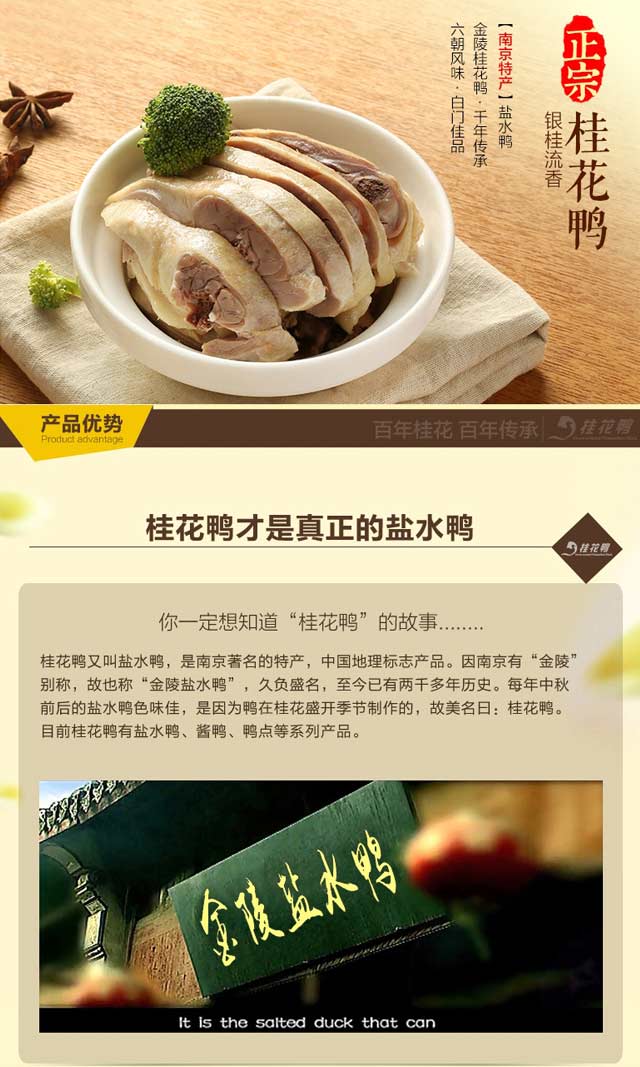 正宗
桂花鸭
银桂流香
【南京特产】盐水鸭
金陵桂花鸭·千年传承
六朝风味·白门佳品
产品优势
Product advantage
百年桂花 百年传承
桂花鸭
桂花鸭才是真正的盐水鸭
桂花鸭
你一定想知道“桂花鸭”的故事........
桂花鸭又叫盐水鸭，是南京著名的特产，中国地理标志产品。因南京有“金陵”
别称，故也称“金陵盐水鸭”，久负盛名，至今已有两千多年历史。每年中秋
前后的盐水鸭色味佳，是因为鸭在桂花盛开季节制作的，故美名曰：桂花鸭。
目前桂花鸭有盐水鸭、酱鸭、鸭点等系列产品。
金陵盐水鸭
It is the salted duck that can